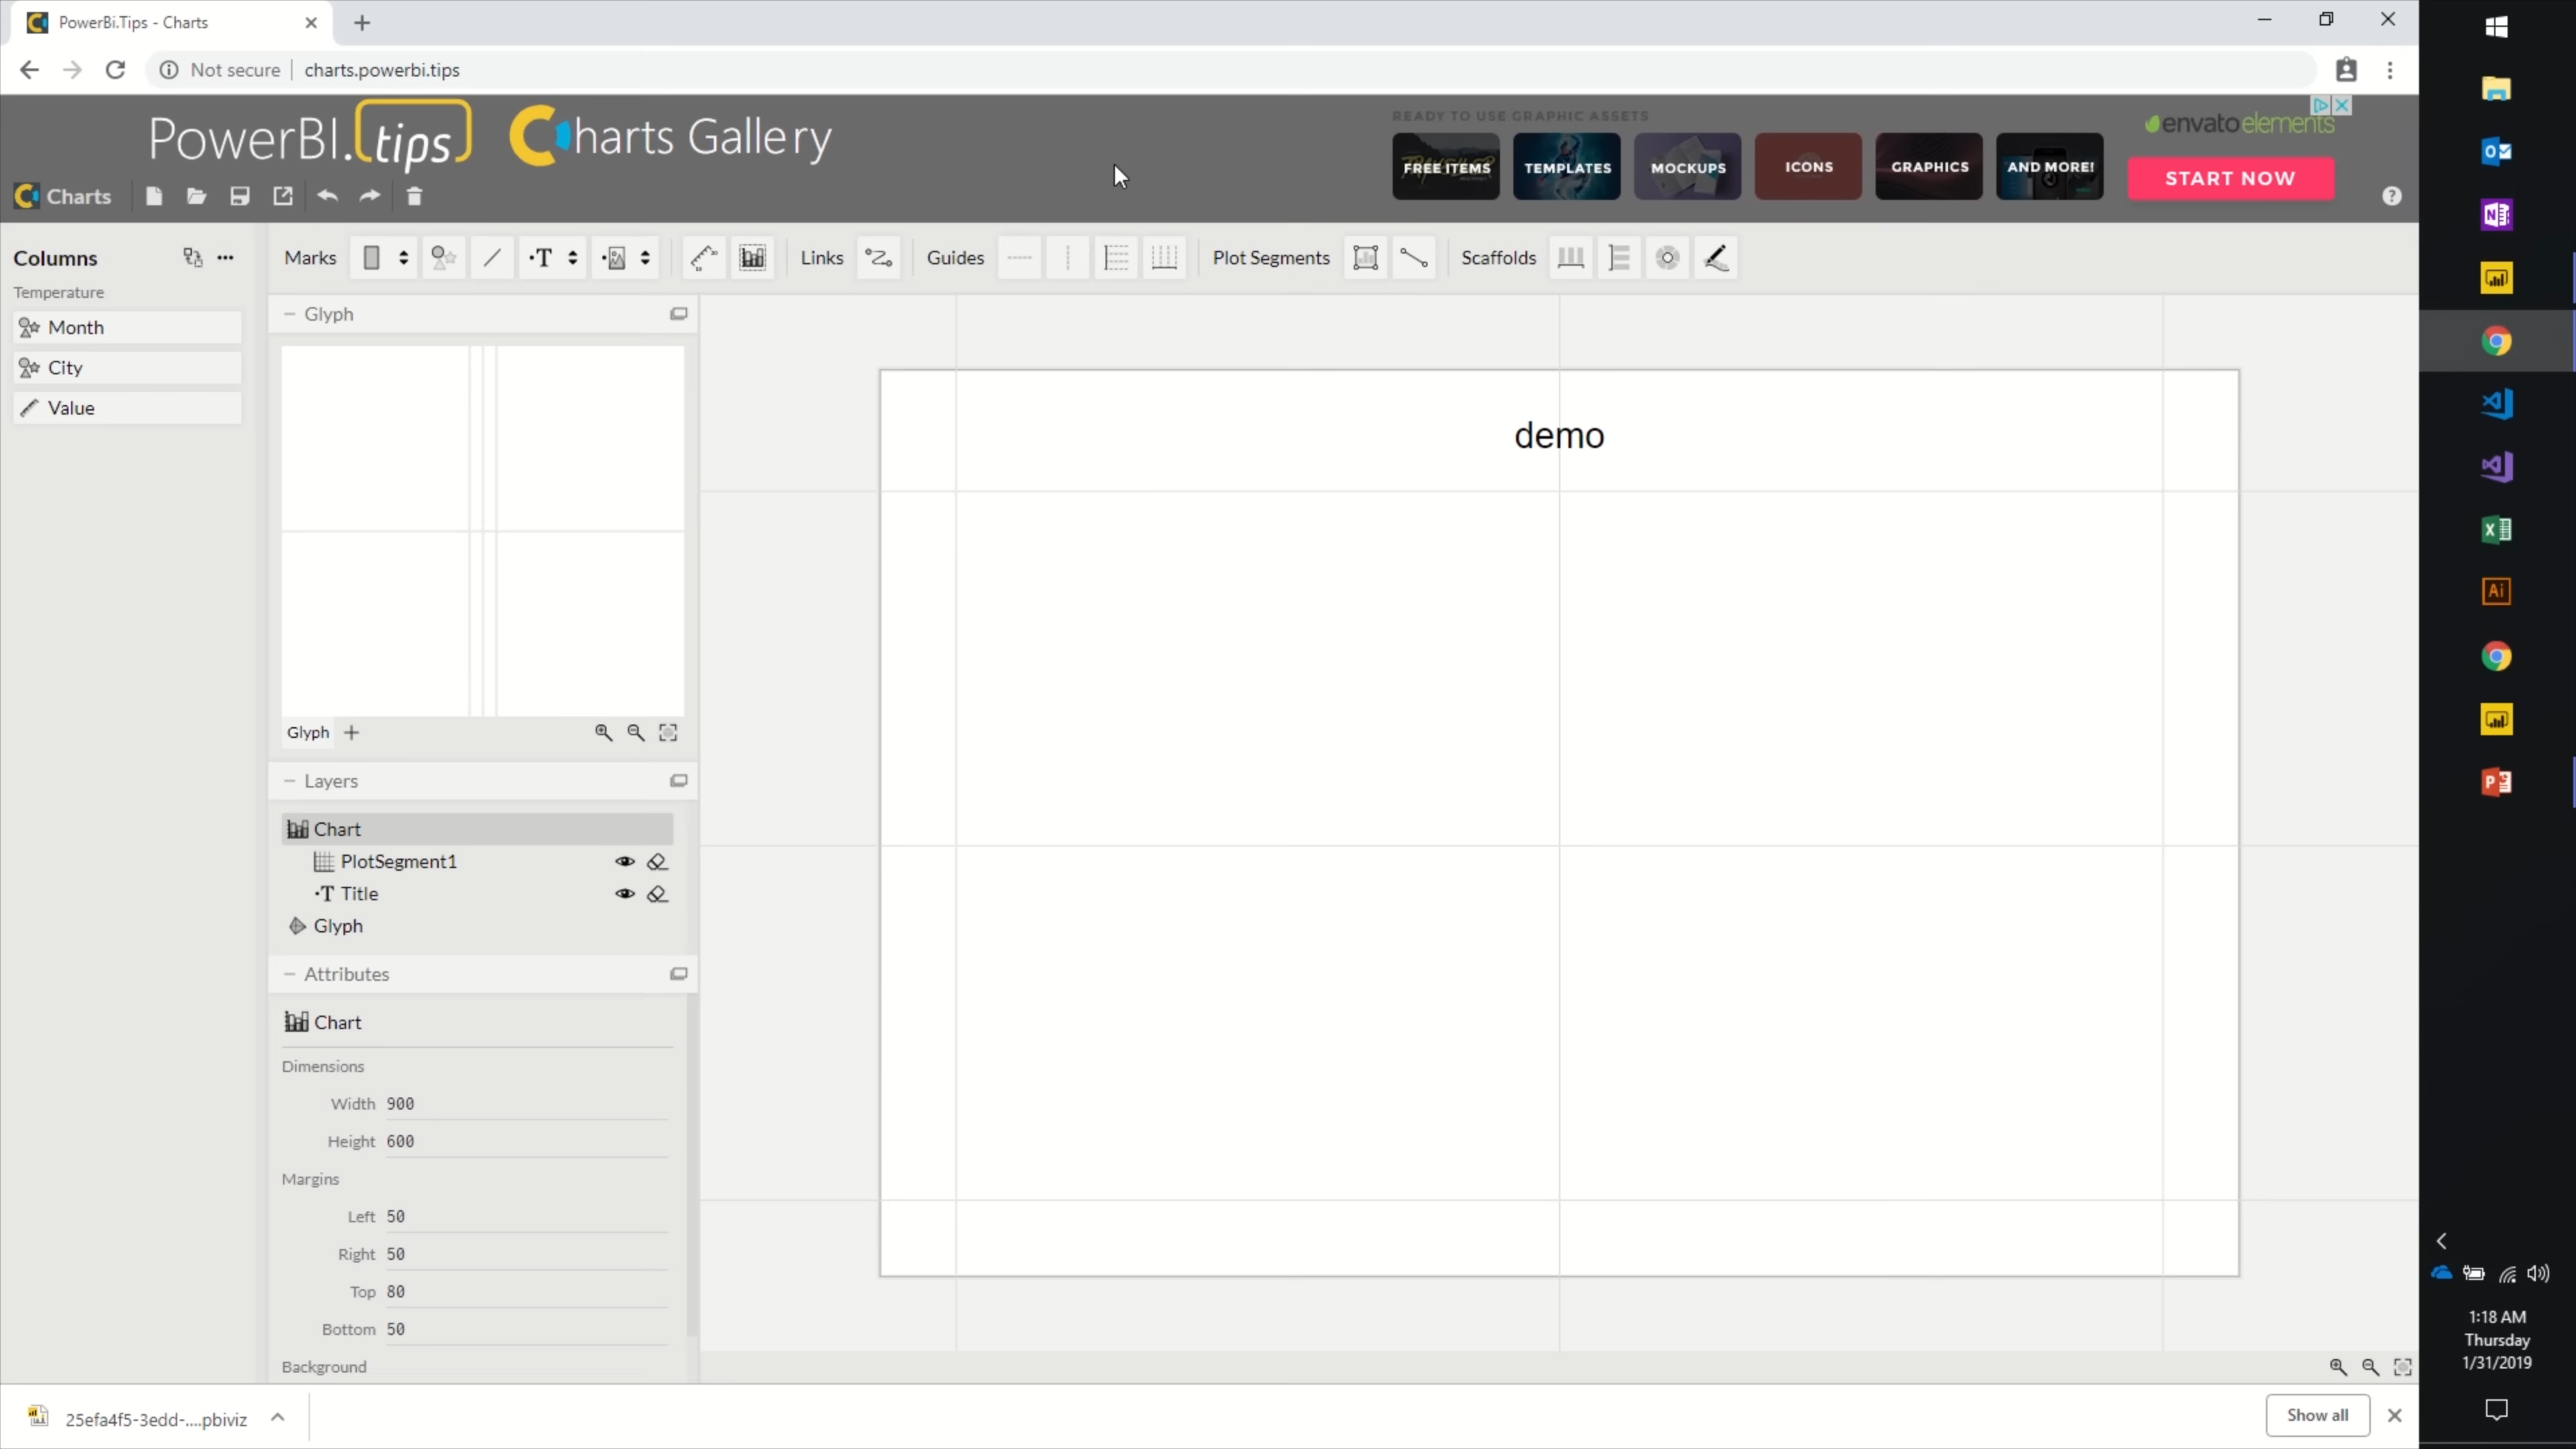 PowerBi.Tips - Charts
Not secure
charts.powerbi.tips
PowerBI.tips
Charts Gallery
READY TO USE GRAPHIC ASSETS
FREE ITEMS
TEMPLATES
MOCKUPS
ICONS
GRAPHICS
AND MORE!
envatoelements
START NOW
Charts
Columns
Marks
Links
Guides
Plot Segments
Scaffolds
Temperature
Month
City
Value
Glyph
demo
Glyph
Layers
Chart
PlotSegment1
T Title
Glyph
Attributes
Chart
Dimensions
Width 900
Height 600
Margins
Left 50
Right 50
Top 80
Bottom 50
Background
25efa4f5-3edd-....pbiviz
Show all
1:18 AM
Thursday
1/31/2019